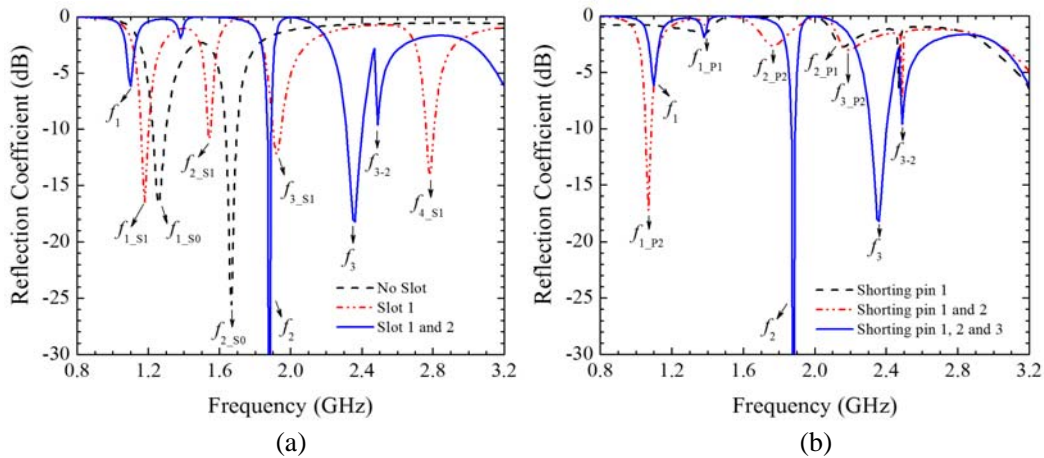 Reflection Coefficient (dB)
0
-5
-10
-15
-20
-25
-30
0.8 1.2 1.6 2.0 2.4 2.8 3.2
Frequency (GHz)
f1
f1_S1
f1_S0
f2_S1
f2_S0
f3_S1
f2
f3
f3-2
f4_S1
No Slot
Slot 1
Slot 1 and 2
(a)
Reflection Coefficient (dB)
0
-5
-10
-15
-20
-25
-30
0.8 1.2 1.6 2.0 2.4 2.8 3.2
Frequency (GHz)
f1_P1
f1
f1_P2
f2_P2
f2_P1
f3_P2
f3-2
f3
f2
Shorting pin 1
Shorting pin 1 and 2
Shorting pin 1, 2 and 3
(b)